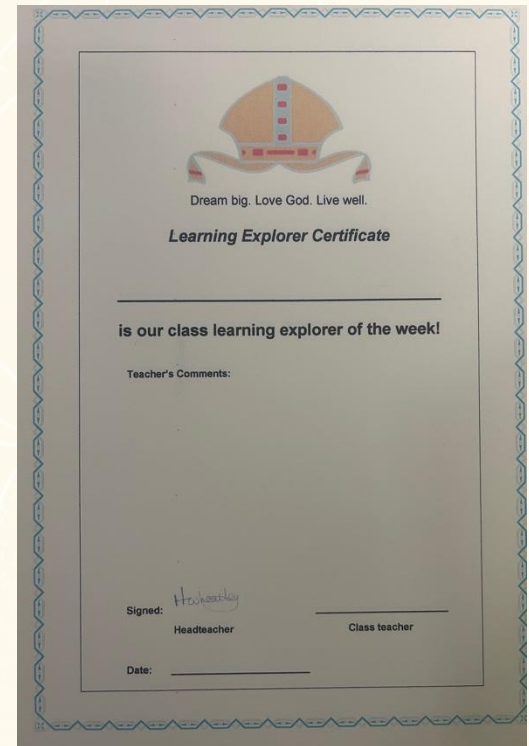 Dream big. Love God. Live well.
Learning Explorer Certificate
is our class learning explorer of the week!
Teacher's Comments:
Signed:
Headteacher
Class teacher
Date: